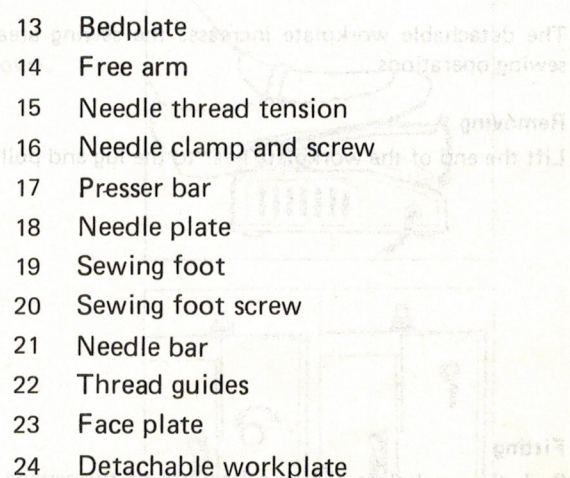 13 Bedplate
14 Free arm
15 Needle thread tension
16 Needle clamp and screw
17 Presser bar
18 Needle plate
19 Sewing foot
20 Sewing foot screw
21 Needle bar
22 Thread guides
23 Face plate
24 Detachable workplate